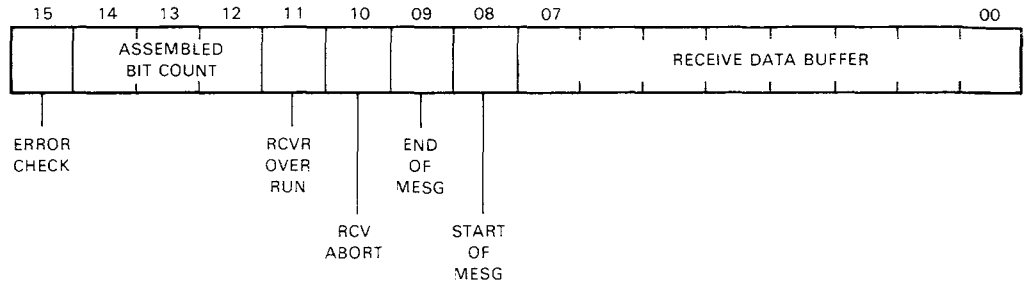 15 14 13 12 11 10 09 08 07 00
ASSEMBLED
BIT COUNT
RECEIVE DATA BUFFER
ERROR
CHECK
RCVR
OVER
RUN
END
OF
MESG
RCV
ABORT
START
OF
MESG